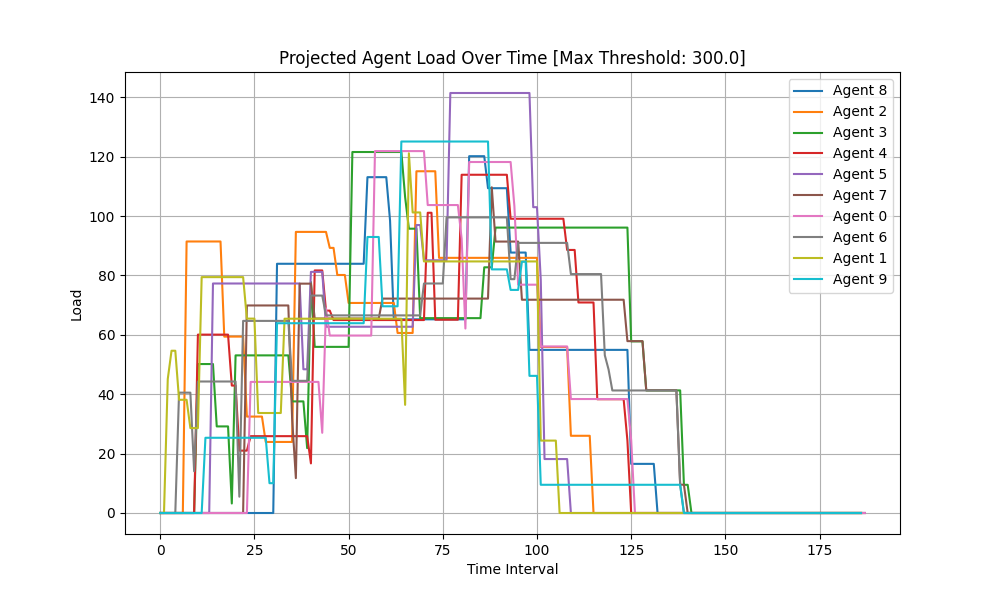 Projected Agent Load Over Time [Max Threshold: 300.0]
Load
140
120
100
80
60
40
20
0
0 25 50 75 100 125 150 175
Time Interval
Agent 8
Agent 2
Agent 3
Agent 4
Agent 5
Agent 7
Agent 0
Agent 6
Agent 1
Agent 9